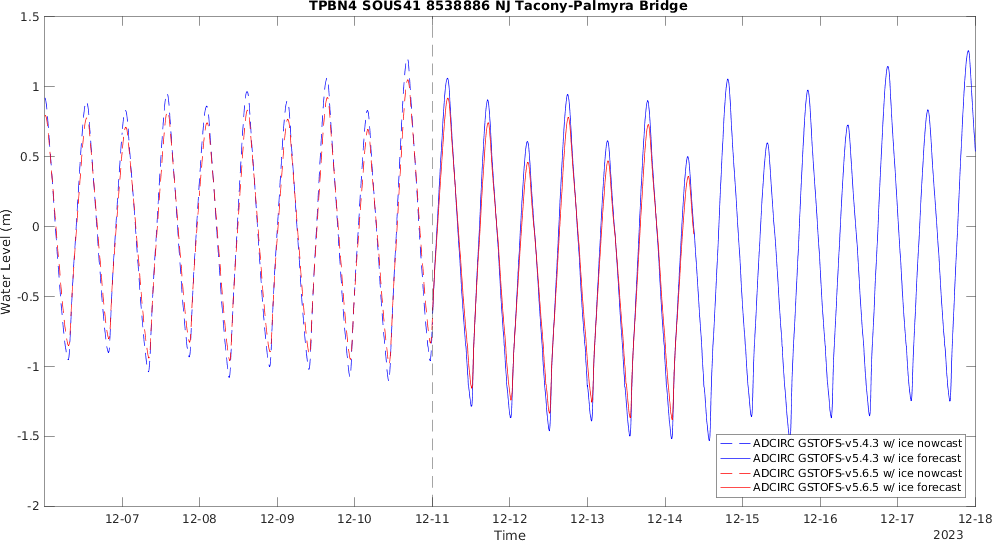 TPBN4 SOUS41 8538886 NJ Tacony-Palmyra Bridge
1.5
1
0.5
0
-0.5
-1
-1.5
-2
Water Level (m)
12-07 12-08 12-09 12-10 12-11 12-12 12-13 12-14 12-15 12-16 12-17 12-18
Time
2023
ADCIRC GSTOFS-v5.4.3 w/ ice nowcast
ADCIRC GSTOFS-v5.4.3 w/ ice forecast
ADCIRC GSTOFS-v5.6.5 w/ ice nowcast
ADCIRC GSTOFS-v5.6.5 w/ ice forecast